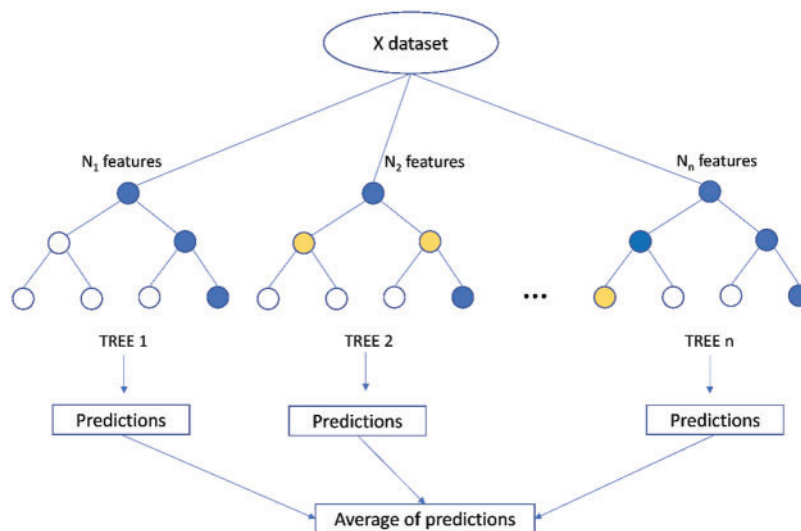 X dataset
N₁ features
N₂ features
Nₙ features
...
TREE 1
TREE 2
TREE n
Predictions
Predictions
Predictions
Average of predictions